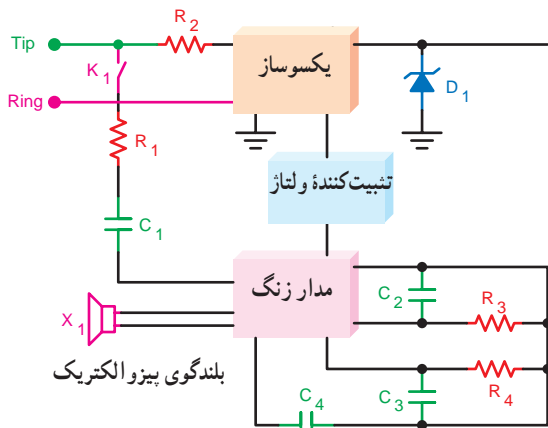 R2
Tip
یکسوساز
K1
D1
Ring
R1
تثبیت‌کنندۀ ولتاژ
C1
مدار زنگ
C2
R3
X1
بلندگوی پیزوالکتریک
R4
C3
C4